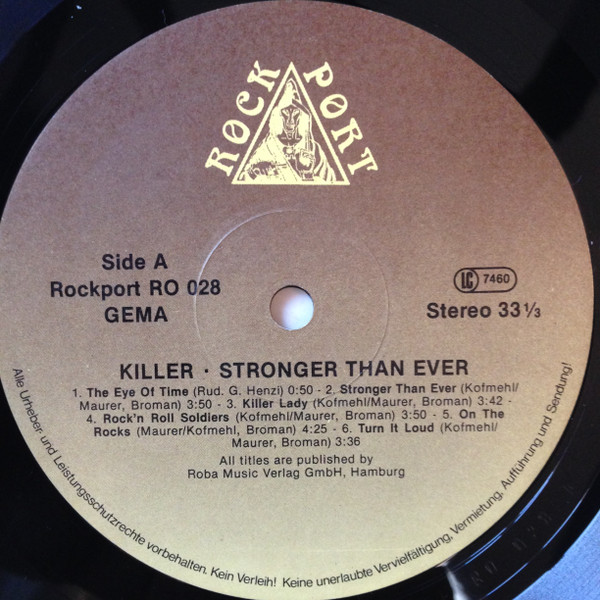 ROCK PORT
Side A
Rockport RO 028
GEMA
LC 7460
Stereo 33 1/3
KILLER · STRONGER THAN EVER
1. The Eye Of Time (Rud. G. Henzi) 0:50 - 2. Stronger Than Ever (Kofmehl/
Maurer, Broman) 3:50 - 3. Killer Lady (Kofmehl/Maurer, Broman) 3:42 -
4. Rock'n Roll Soldiers (Kofmehl/Maurer, Broman) 3:50 - 5. On The
Rocks (Maurer/Kofmehl, Broman) 4:25 - 6. Turn It Loud (Kofmehl/
Maurer, Broman) 3:36
All titles are published by
Roba Music Verlag GmbH, Hamburg
Alle Urheber- und Leistungsschutzrechte vorbehalten. Kein Verleih! Keine unerlaubte Vervielfältigung, Vermietung, Aufführung und Sendung!